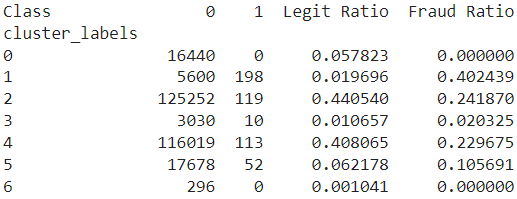 Class 0 1 Legit Ratio Fraud Ratio
cluster_labels
0 16440 0 0.057823 0.000000
1 5600 198 0.019696 0.402439
2 125252 119 0.440540 0.241870
3 3030 10 0.010657 0.020325
4 116019 113 0.408065 0.229675
5 17678 52 0.062178 0.105691
6 296 0 0.001041 0.000000